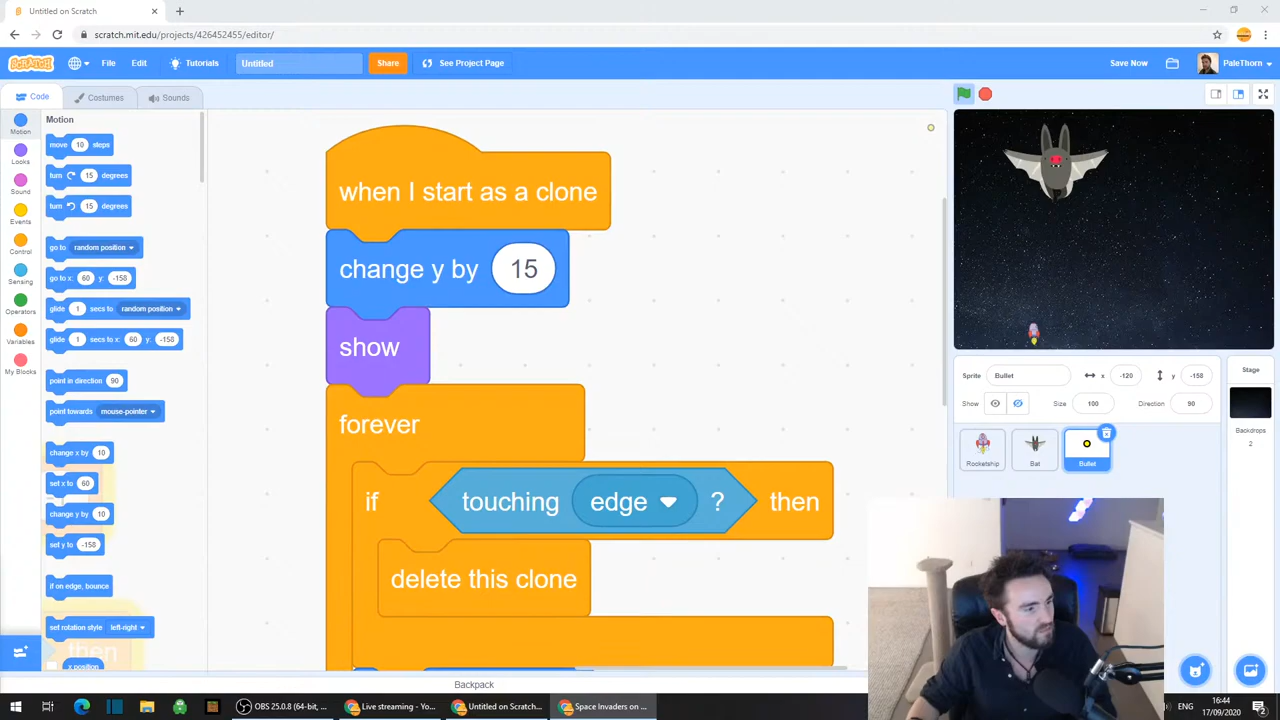 Untitled on Scratch
scratch.mit.edu/projects/426452455/editor/
SCRATCH
File
Edit
Tutorials
Untitled
Share
See Project Page
Save Now
PaleThorn
Code
Costumes
Sounds
Motion
Looks
Sound
Events
Control
Sensing
Operators
Variables
My Blocks
Motion
move 10 steps
turn 15 degrees
turn 15 degrees
go to random position
go to x: 60 y: -158
glide 1 secs to random position
glide 1 secs to x: 60 y: -158
point in direction 90
point towards mouse-pointer
change x by 10
set x to 60
change y by 10
set y to -158
if on edge, bounce
set rotation style left-right
then
x position
when I start as a clone
change y by 15
show
forever
if touching edge ? then
delete this clone
Sprite Bullet x -120 y -158
Show Size 100 Direction 90
Rocketship
Bat
Bullet
Stage
Backdrops
2
Backpack
OBS 25.0.8 (64-bit, ...
Live streaming - Yo...
Untitled on Scratch...
Space Invaders on ...
16:44
17/09/2020